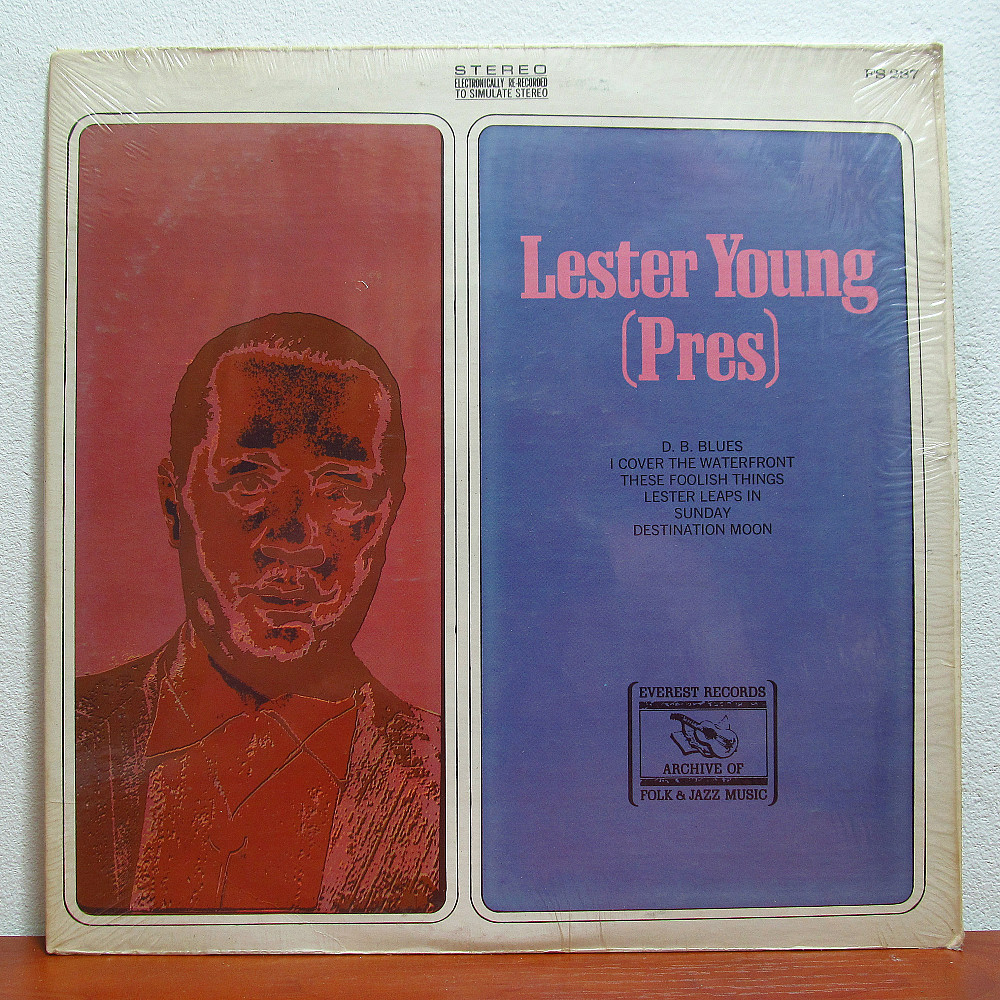 STEREO
ELECTRONICALLY RE-RECORDED
TO SIMULATE STEREO
FS 287
Lester Young
(Pres)
D. B. BLUES
I COVER THE WATERFRONT
THESE FOOLISH THINGS
LESTER LEAPS IN
SUNDAY
DESTINATION MOON
EVEREST RECORDS
ARCHIVE OF
FOLK & JAZZ MUSIC